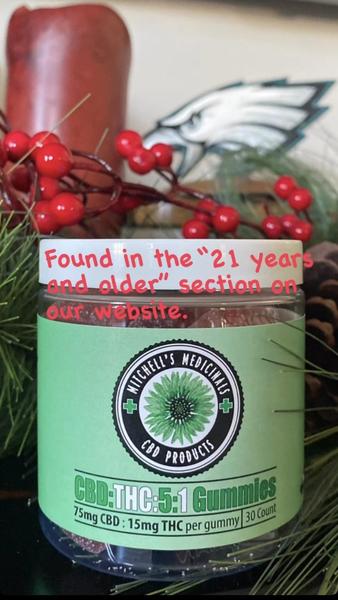 Found in the “21 years
and older” section on
our website.
MITCHELL'S MEDICINALS
CBD PRODUCTS
CBD:THC:5:1 Gummies
75mg CBD : 15mg THC per gummy 30 Count